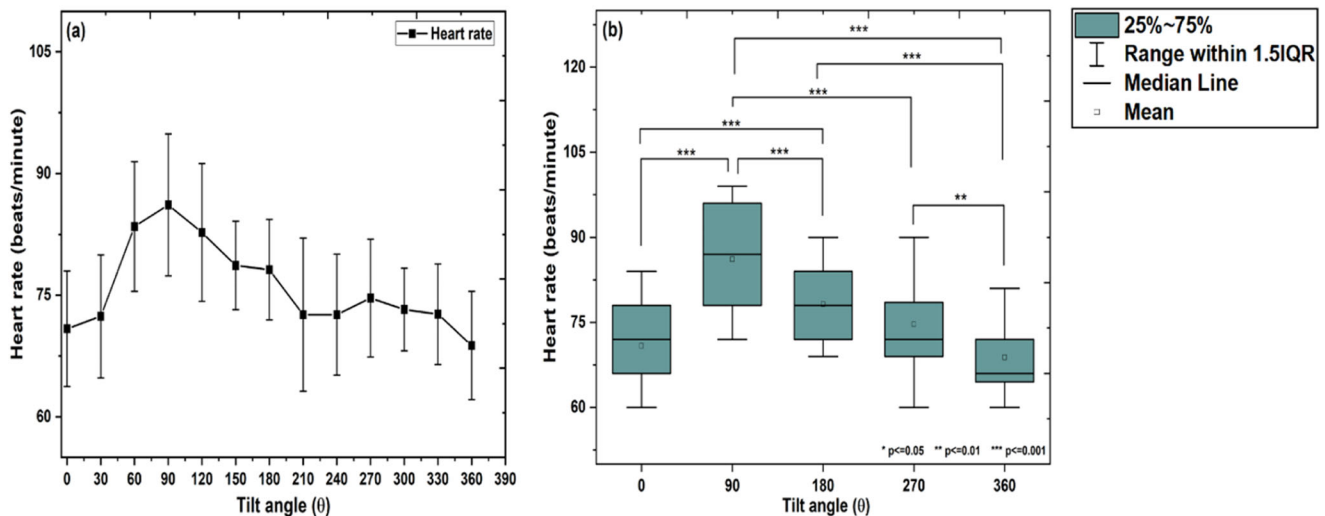 (a)
Heart rate
105
90
75
60
Heart rate (beats/minute)
0 30 60 90 120 150 180 210 240 270 300 330 360 390
Tilt angle (θ)
(b)
120
105
90
75
60
Heart rate (beats/minute)
***
***
***
***
*** ***
**
* p<=0.05 ** p<=0.01 *** p<=0.001
0 90 180 270 360
Tilt angle (θ)
25%~75%
Range within 1.5IQR
Median Line
Mean